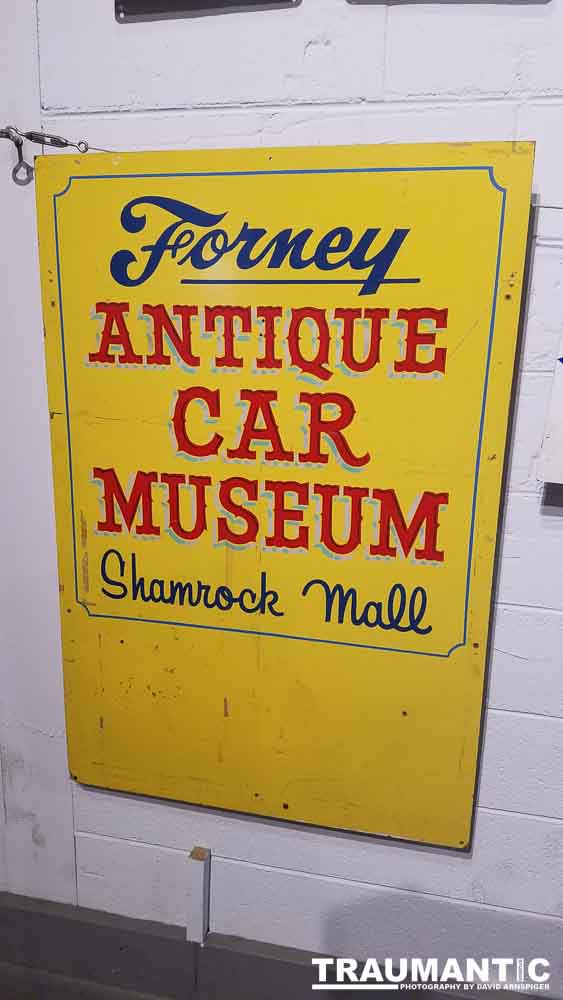 Forney
ANTIQUE
CAR
MUSEUM
Shamrock Mall
TRAUMANTIC
PHOTOGRAPHY BY DAVID ARNSPIGER